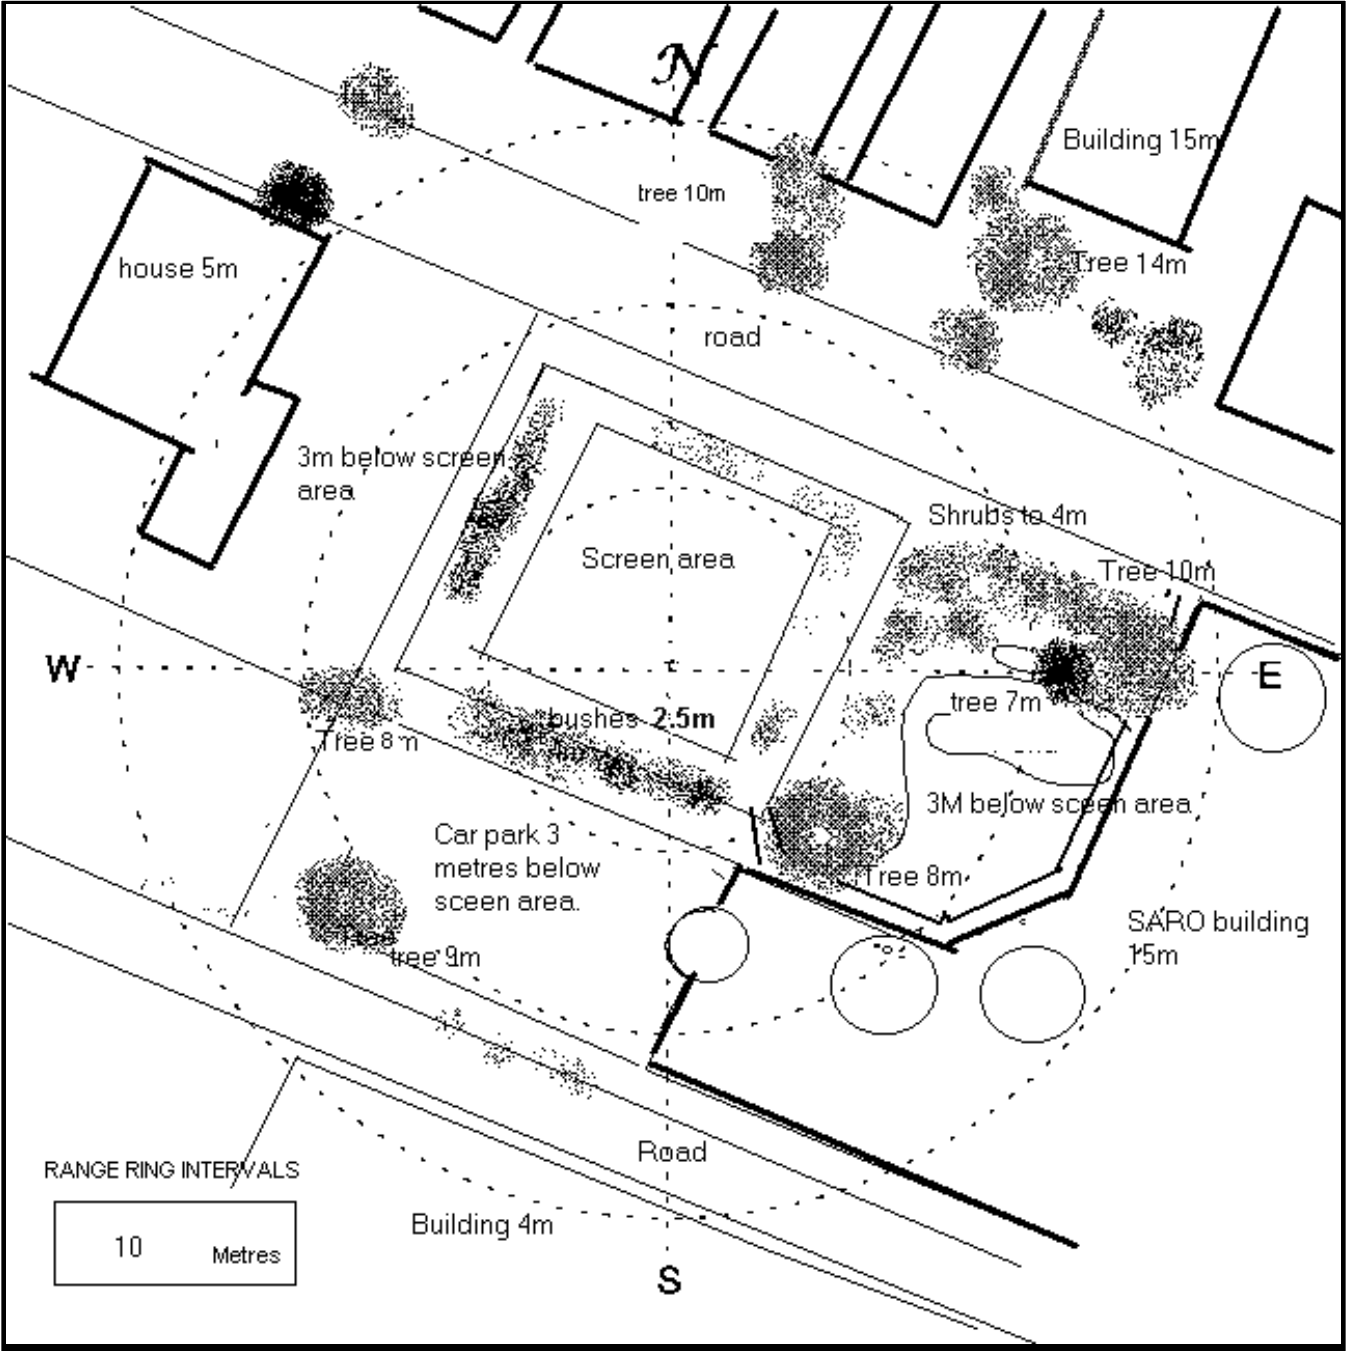 N
Building 15m
tree 10m
house 5m
Tree 14m
road
3m below screen
area
Shrubs to 4m
Screen area
Tree 10m
W
E
tree 7m
bushes 2.5m
Tree 8 m
3M below sceen area
Car park 3
metres below
sceen area.
Tree 8m
SARO building
15m
tree 9m
Road
RANGE RING INTERVALS
10 Metres
Building 4m
S